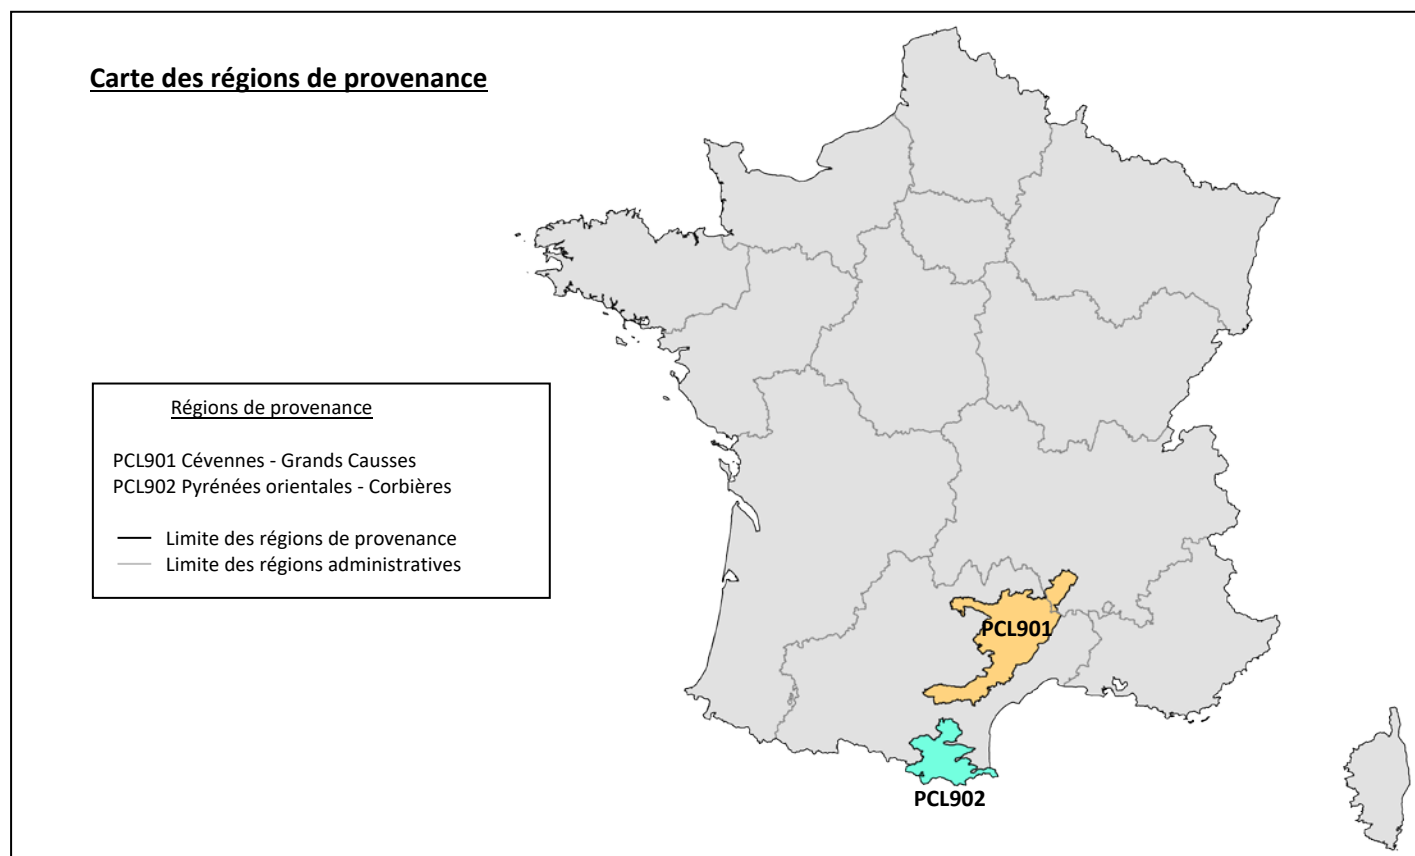 Carte des régions de provenance
Régions de provenance
PCL901 Cévennes - Grands Causses
PCL902 Pyrénées orientales - Corbières
Limite des régions de provenance
Limite des régions administratives
PCL901
PCL902